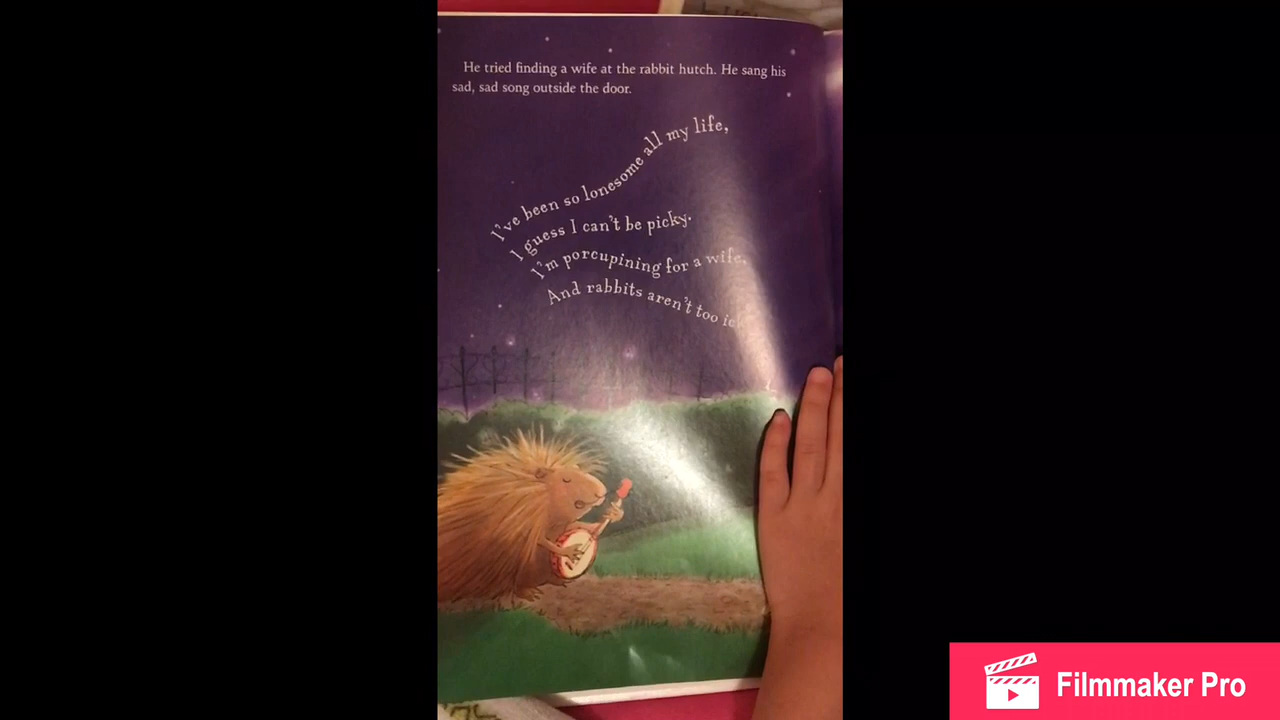 He tried finding a wife at the rabbit hutch. He sang his
sad, sad song outside the door.
I've been so lonesome all my life,
I guess I can't be picky.
I'm porcupining for a wife,
And rabbits aren't too
Filmmaker Pro